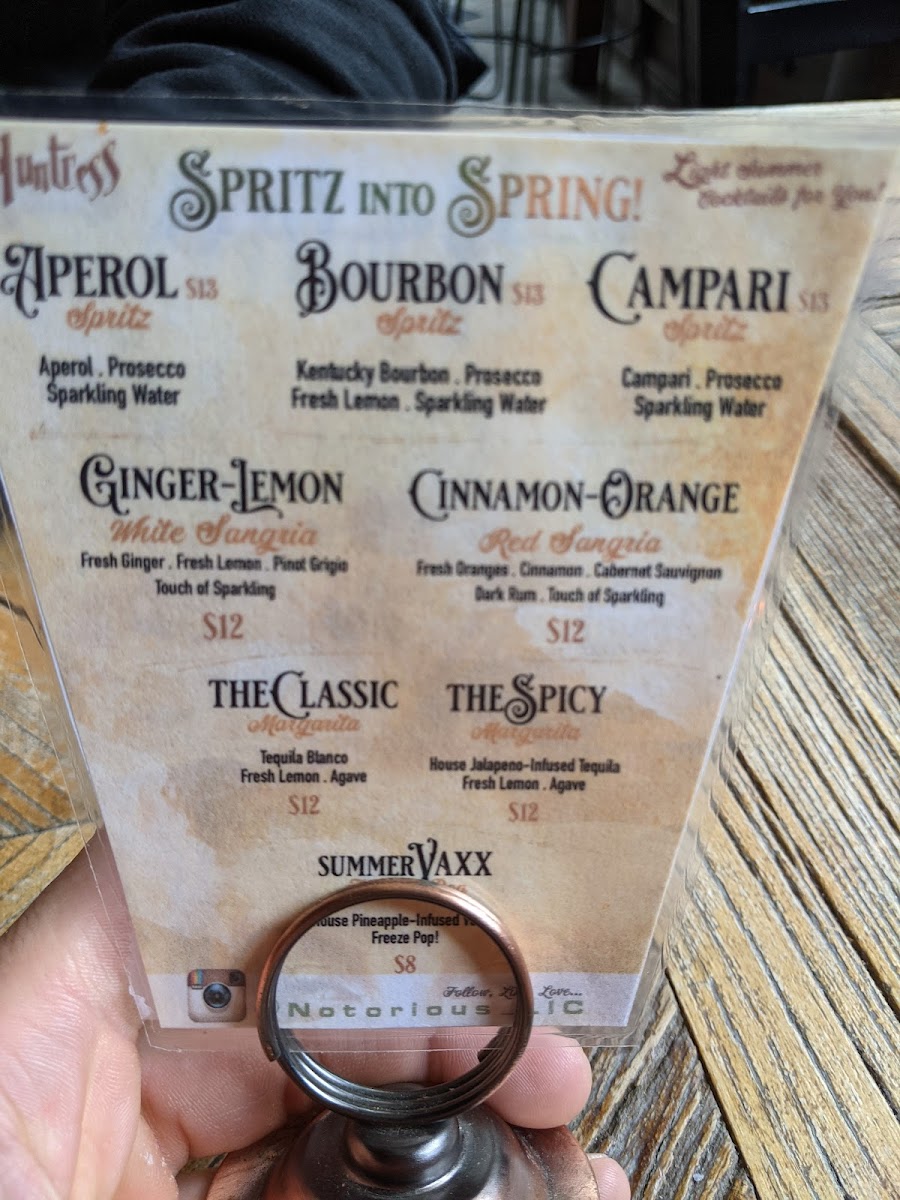 Huntress
SPRITZ INTO SPRING!
Light Summer
Cocktails for You!
APEROL $13
Spritz
Aperol . Prosecco
Sparkling Water
BOURBON $13
Spritz
Kentucky Bourbon . Prosecco
Fresh Lemon . Sparkling Water
CAMPARI $13
Spritz
Campari . Prosecco
Sparkling Water
GINGER-LEMON
White Sangria
Fresh Ginger . Fresh Lemon . Pinot Grigio
Touch of Sparkling
$12
CINNAMON-ORANGE
Red Sangria
Fresh Oranges . Cinnamon . Cabernet Sauvignon
Dark Rum . Touch of Sparkling
$12
THE CLASSIC
Margarita
Tequila Blanco
Fresh Lemon . Agave
$12
THE SPICY
Margarita
House Jalapeno-Infused Tequila
Fresh Lemon . Agave
$12
SUMMER VAXX
House Pineapple-Infused
Freeze Pop!
$8
Follow, Love...
Notorious